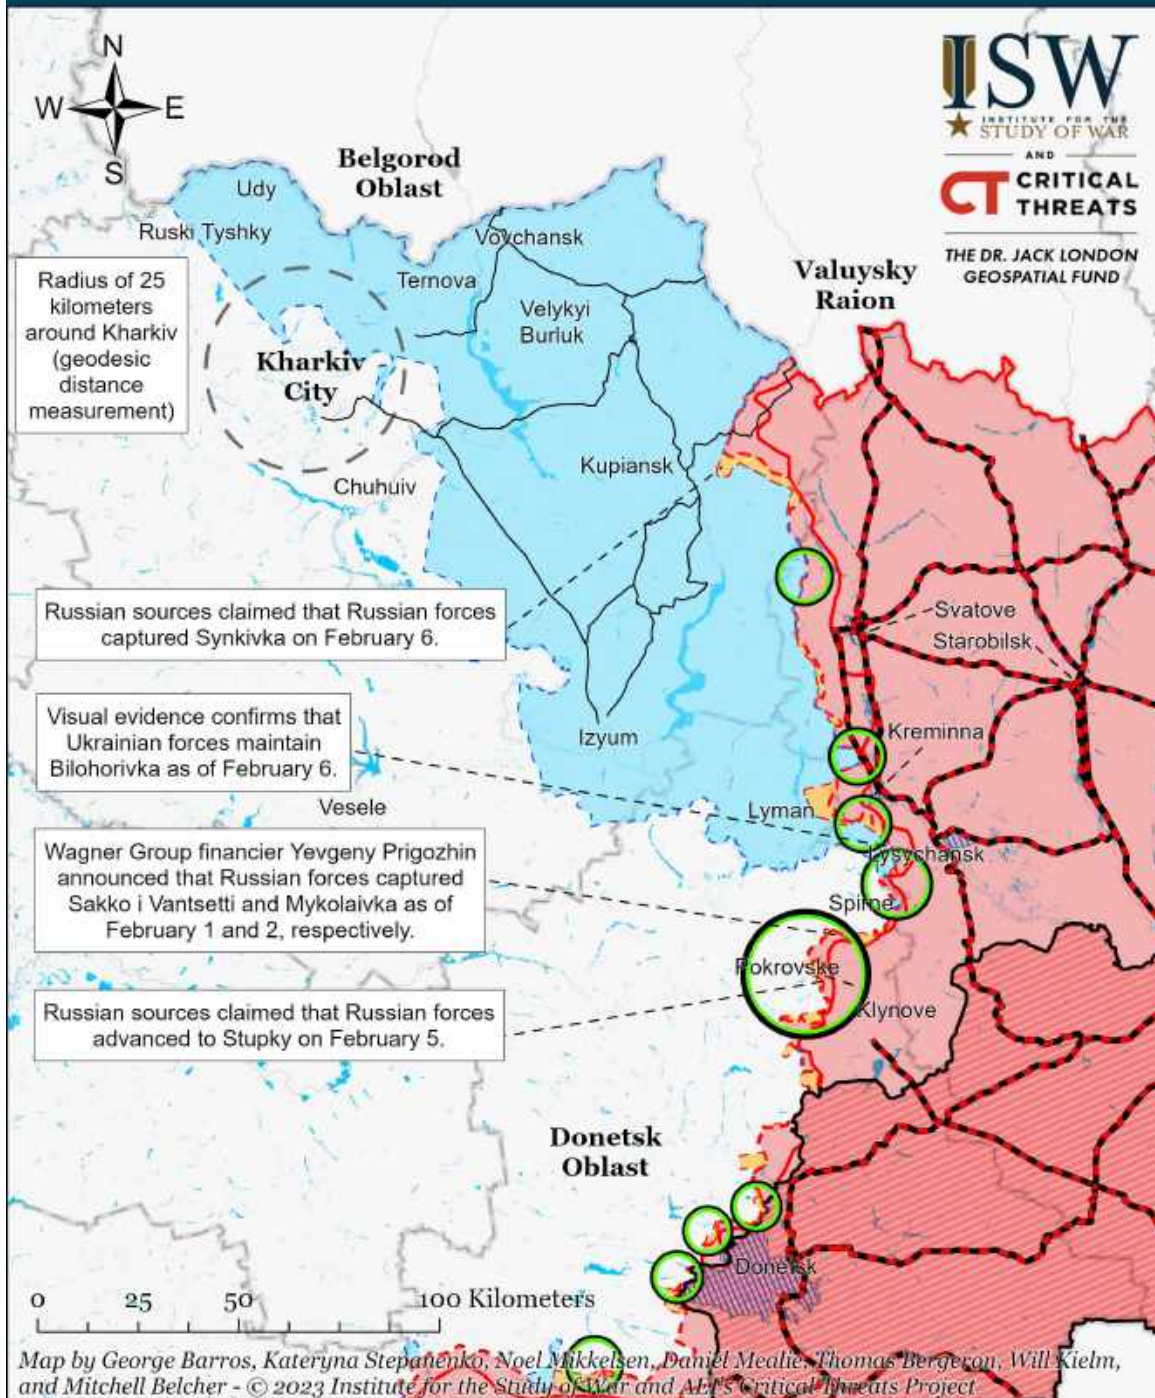 N
W E
S
ISW
INSTITUTE FOR THE
STUDY OF WAR
AND
CT CRITICAL
THREATS
THE DR. JACK LONDON
GEOSPATIAL FUND
Belgorod
Oblast
Udy
Ruski Tyshky
Vovchansk
Ternova
Valuysky
Raion
Radius of 25
kilometers
around Kharkiv
(geodesic
distance
measurement)
Velykyi
Burluk
Kharkiv
City
Kupiansk
Chuhuiv
Russian sources claimed that Russian forces
captured Synkivka on February 6.
Svatove
Starobilsk
Visual evidence confirms that
Ukrainian forces maintain
Bilohorivka as of February 6.
Izyum
Kreminna
Vesele
Lyman
Wagner Group financier Yevgeny Prigozhin
announced that Russian forces captured
Sakko i Vantsetti and Mykolaivka as of
February 1 and 2, respectively.
Lysychansk
Spirne
Pokrovske
Klynove
Russian sources claimed that Russian forces
advanced to Stupky on February 5.
Donetsk
Oblast
Donetsk
0 25 50 100 Kilometers
Map by George Barros, Kateryna Stepanenko, Noel Mikkelsen, Daniel Mealie, Thomas Bergeron, Will Kielm,
and Mitchell Belcher - © 2023 Institute for the Study of War and AEI's Critical Threats Project